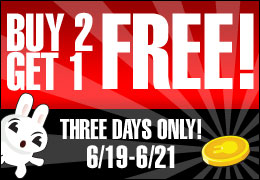 BUY 2
GET 1
FREE!
THREE DAYS ONLY!
6/19-6/21